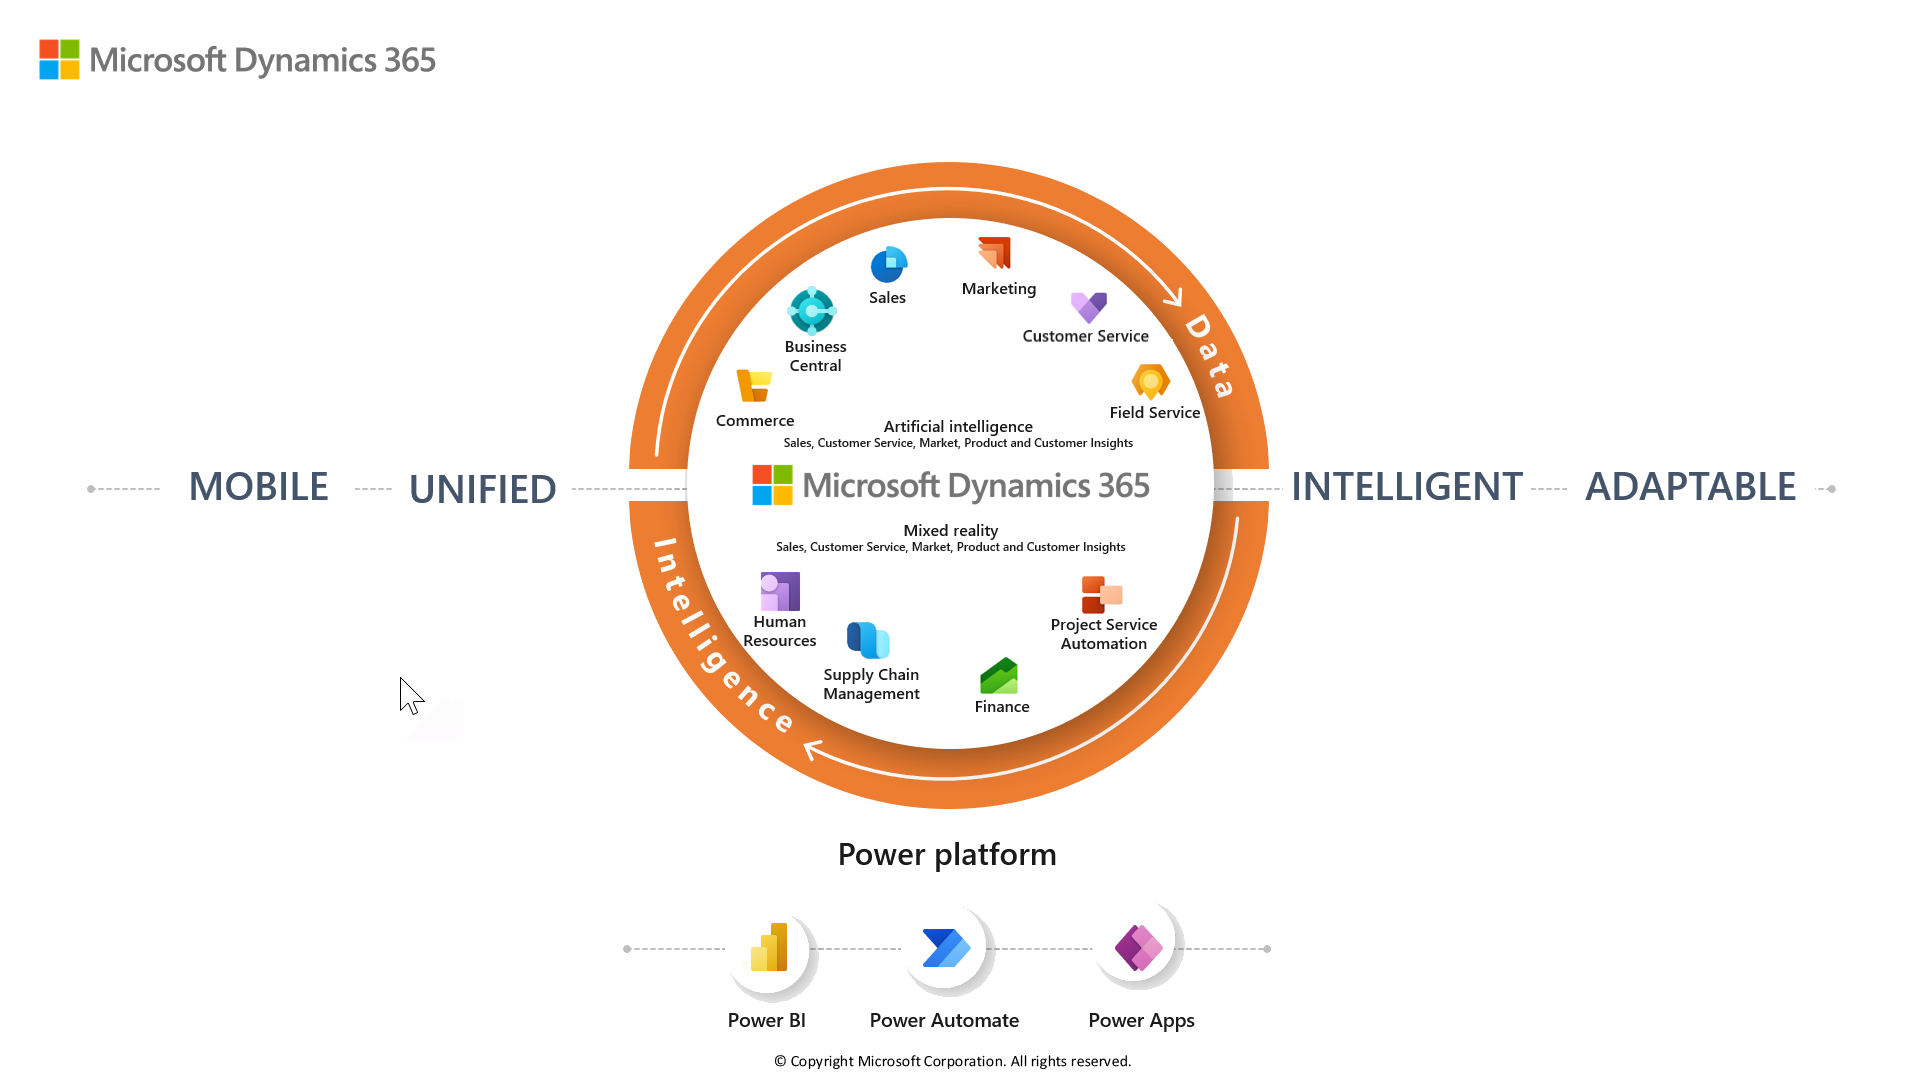 Microsoft Dynamics 365
Sales
Marketing
Business
Central
Customer Service
Commerce
Field Service
Data
Artificial intelligence
Sales, Customer Service, Market, Product and Customer Insights
MOBILE
UNIFIED
Microsoft Dynamics 365
INTELLIGENT
ADAPTABLE
Mixed reality
Sales, Customer Service, Market, Product and Customer Insights
Intelligence
Human
Resources
Project Service
Automation
Supply Chain
Management
Finance
Power platform
Power BI
Power Automate
Power Apps
© Copyright Microsoft Corporation. All rights reserved.